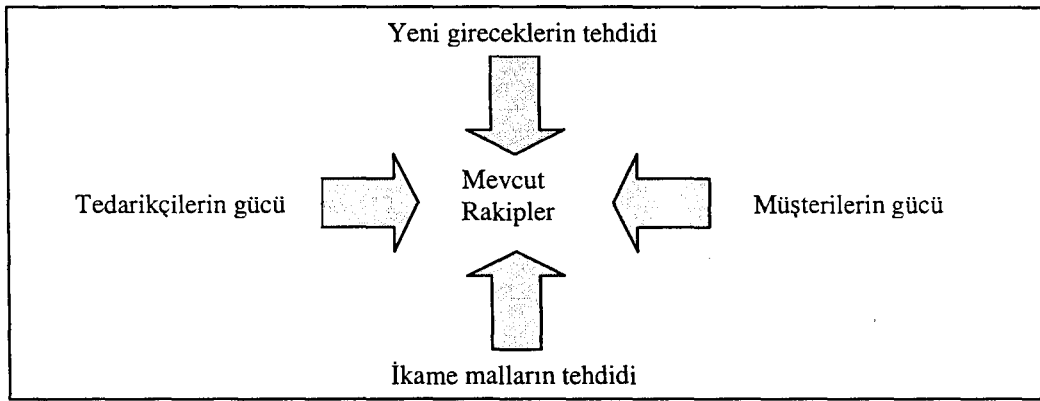 Yeni gireceklerin tehdidi
Tedarikçilerin gücü
Mevcut
Rakipler
Müşterilerin gücü
İkame malların tehdidi